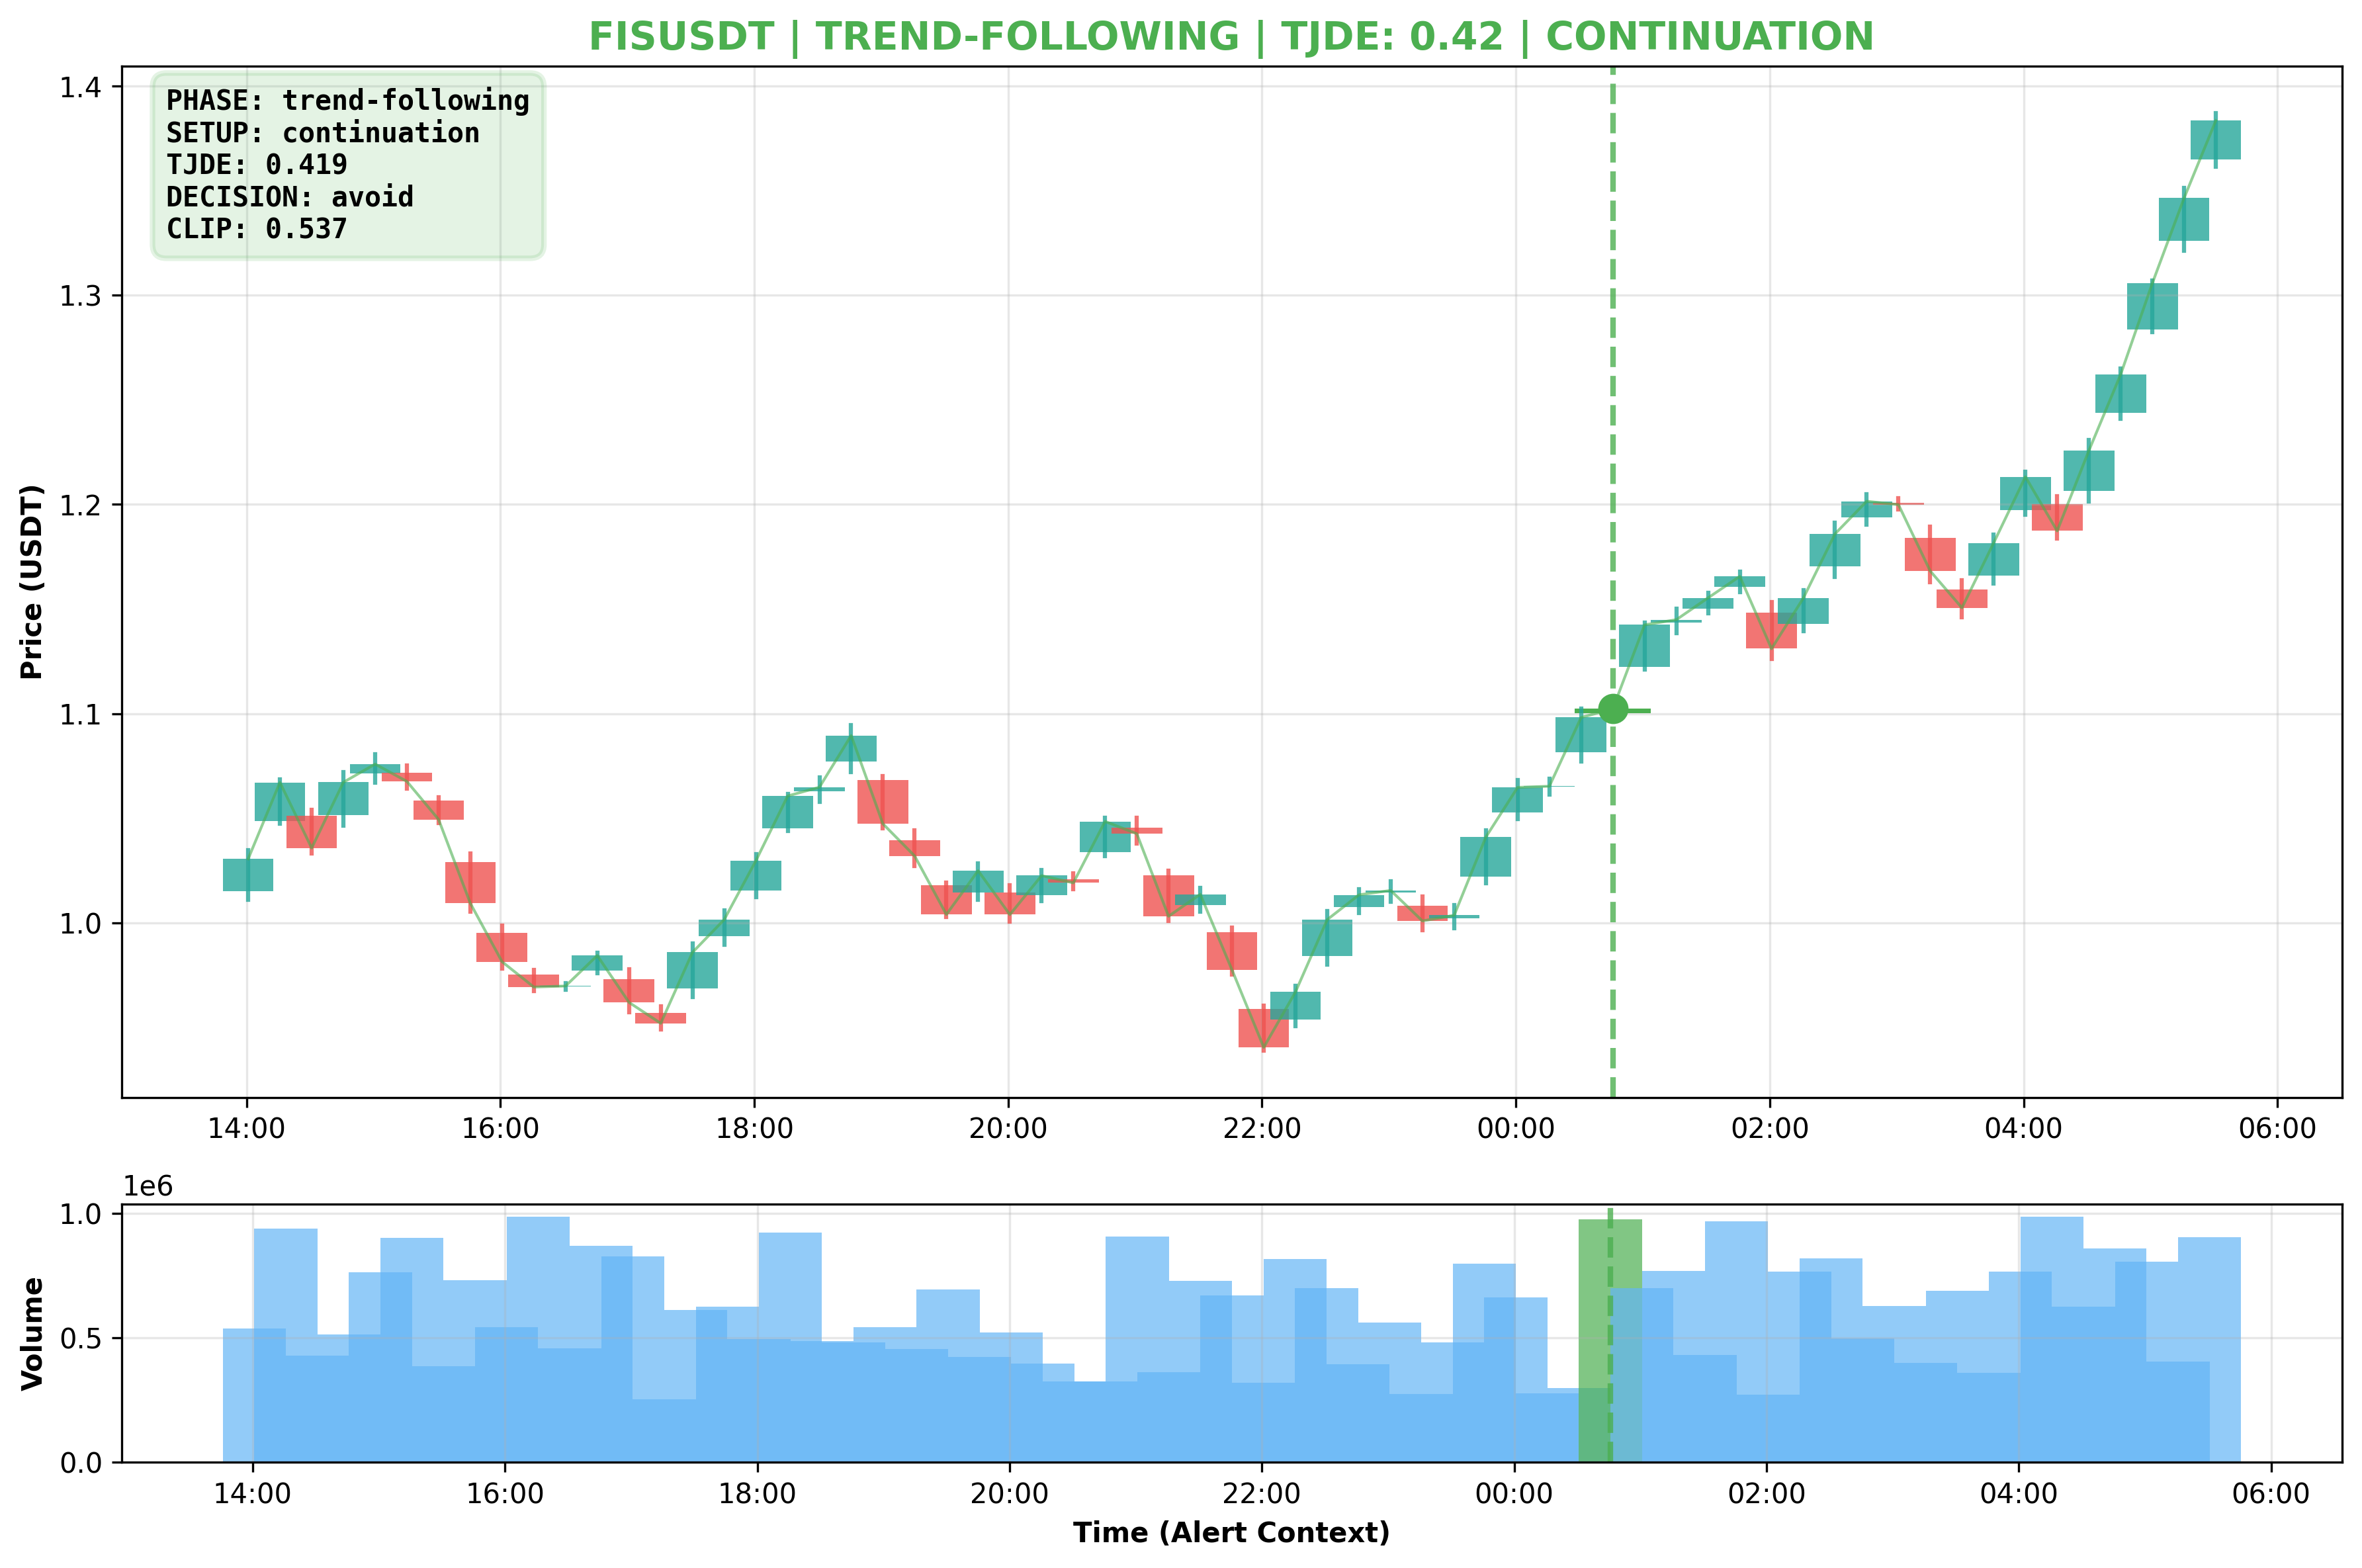 FISUSDT | TREND-FOLLOWING | TJDE: 0.42 | CONTINUATION
PHASE: trend-following
SETUP: continuation
TJDE: 0.419
DECISION: avoid
CLIP: 0.537
Price (USDT)
1.4
1.3
1.2
1.1
1.0
14:00 16:00 18:00 20:00 22:00 00:00 02:00 04:00 06:00
1e6
Volume
1.0
0.5
0.0
14:00 16:00 18:00 20:00 22:00 00:00 02:00 04:00 06:00
Time (Alert Context)